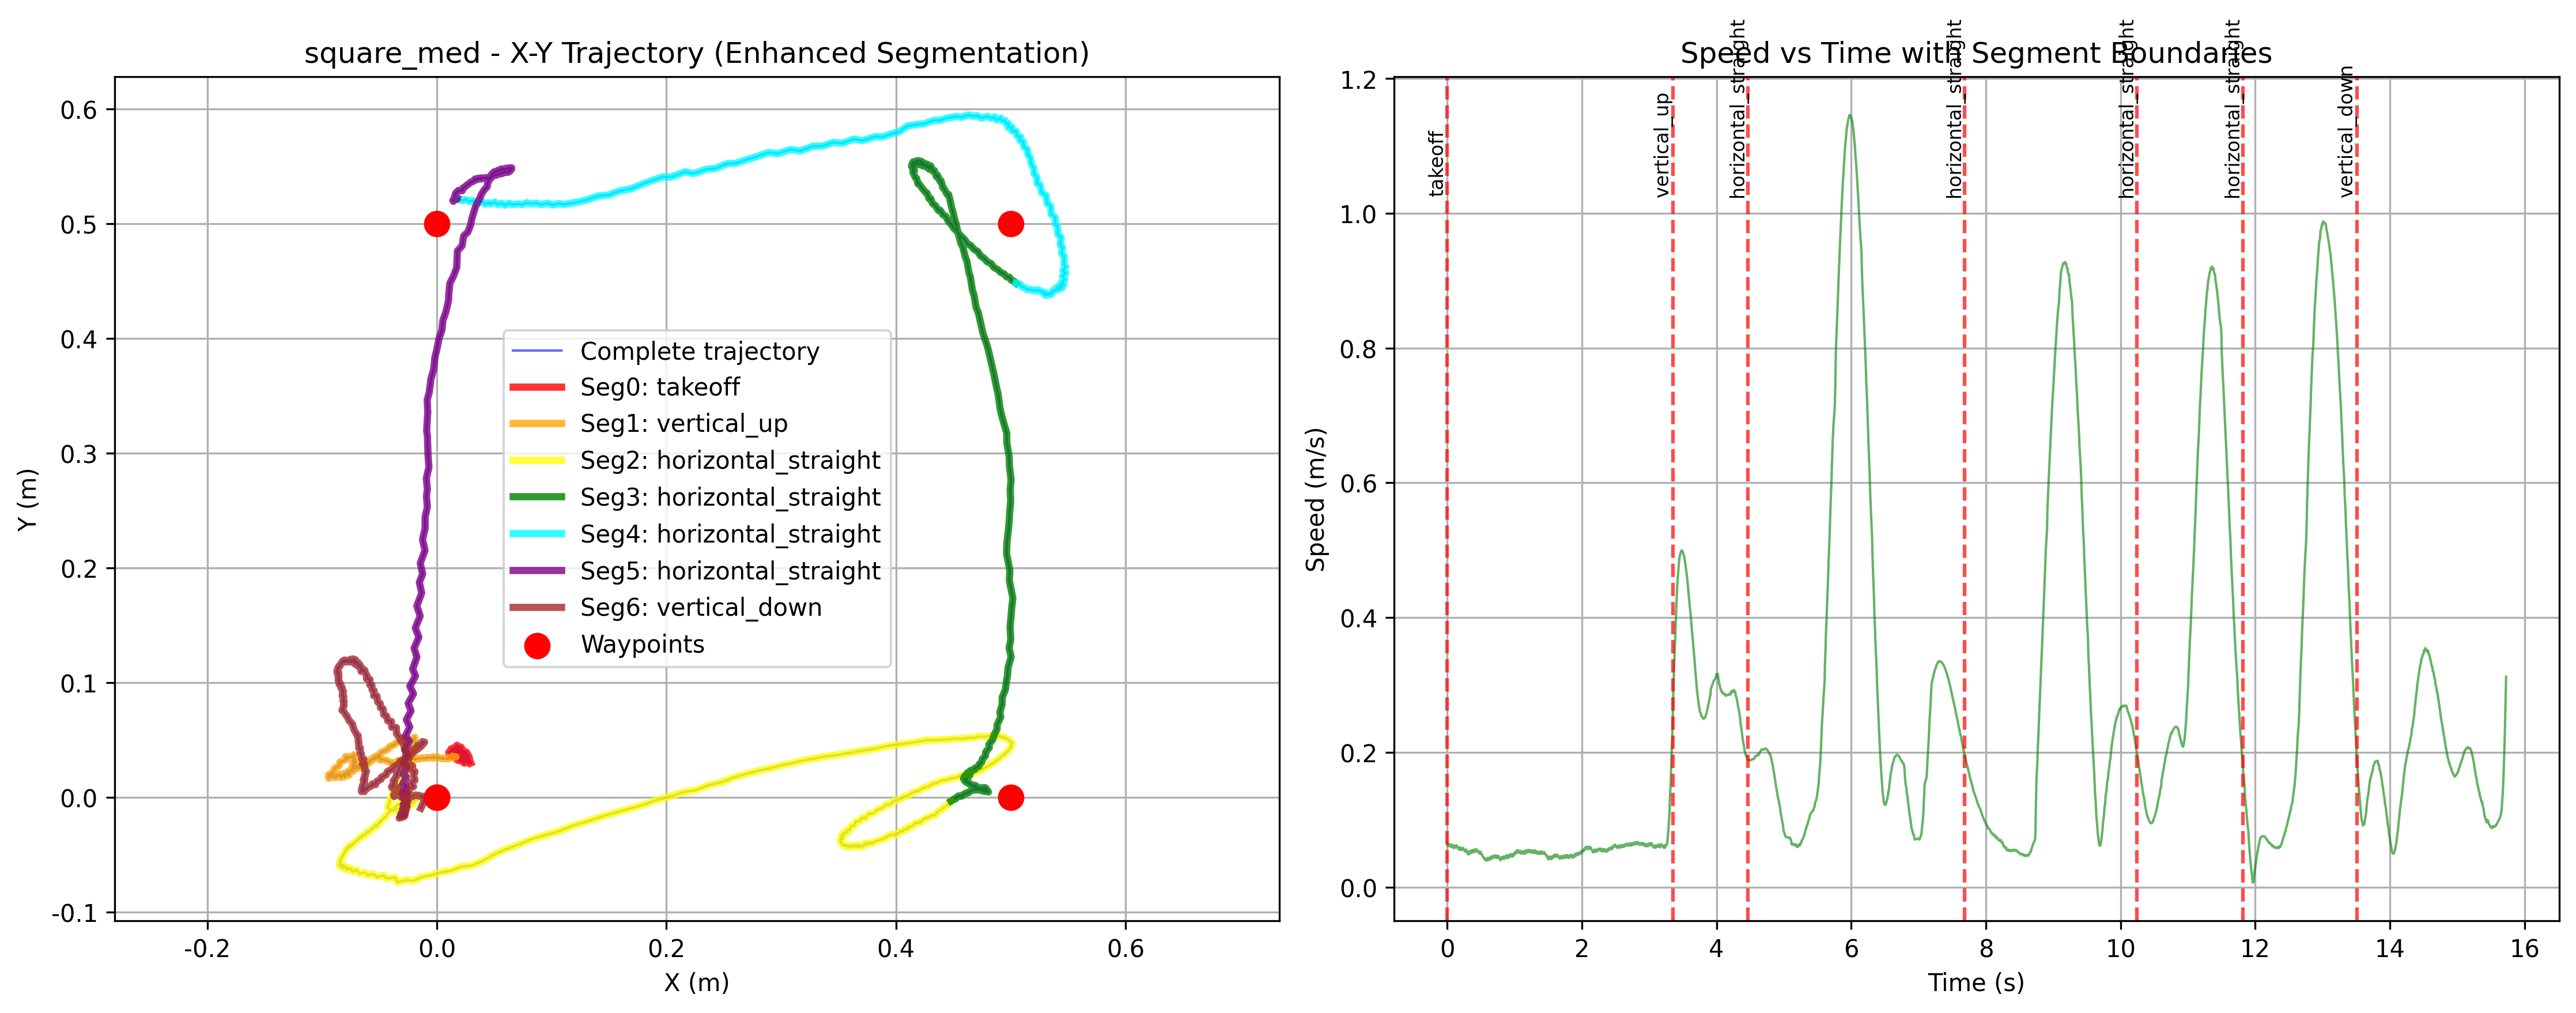 square_med - X-Y Trajectory (Enhanced Segmentation)
0.6
0.5
0.4
0.3
0.2
0.1
0.0
-0.1
Y (m)
-0.2
0.0
0.2
0.4
0.6
X (m)
Complete trajectory
Seg0: takeoff
Seg1: vertical_up
Seg2: horizontal_straight
Seg3: horizontal_straight
Seg4: horizontal_straight
Seg5: horizontal_straight
Seg6: vertical_down
Waypoints
Speed vs Time with Segment Boundaries
1.2
1.0
0.8
0.6
0.4
0.2
0.0
Speed (m/s)
takeoff
vertical_up
horizontal_straight
horizontal_straight
horizontal_straight
horizontal_straight
vertical_down
0
2
4
6
8
10
12
14
16
Time (s)